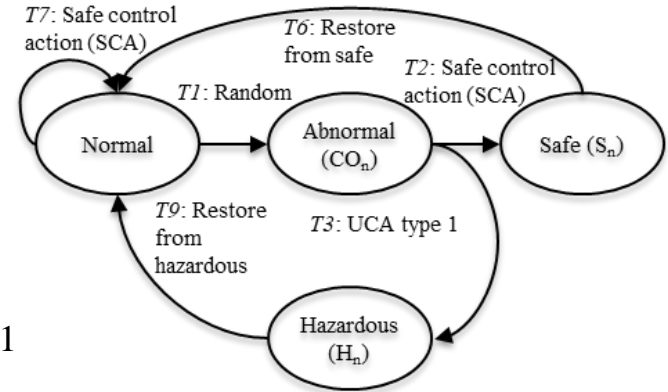 T7: Safe control
action (SCA)
T6: Restore
from safe
T2: Safe control
action (SCA)
T1: Random
Normal
Abnormal
(COn)
Safe (Sn)
T9: Restore
from
hazardous
T3: UCA type 1
Hazardous
(Hn)
1